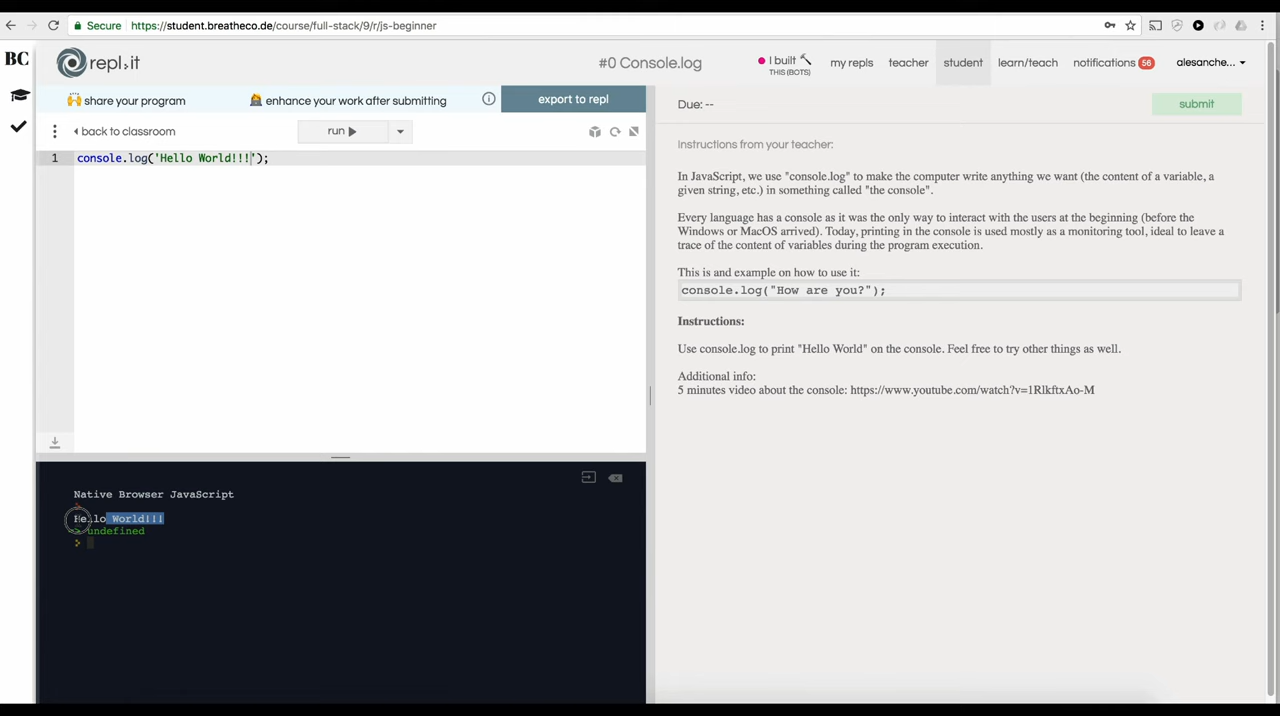 Secure https://student.breatheco.de/course/full-stack/9/r/js-beginner
BC
repl.it
#0 Console.log
I built
THIS (BOTS)
my repls
teacher
student
learn/teach
notifications 56
alesanche...
share your program
enhance your work after submitting
export to repl
back to classroom
run
1 console.log('Hello World!!!');
Native Browser JavaScript
Hello World!!!
=> undefined
Due: --
submit
Instructions from your teacher:
In JavaScript, we use "console.log" to make the computer write anything we want (the content of a variable, a
given string, etc.) in something called "the console".
Every language has a console as it was the only way to interact with the users at the beginning (before the
Windows or MacOS arrived). Today, printing in the console is used mostly as a monitoring tool, ideal to leave a
trace of the content of variables during the program execution.
This is and example on how to use it:
console.log("How are you?");
Instructions:
Use console.log to print "Hello World" on the console. Feel free to try other things as well.
Additional info:
5 minutes video about the console: https://www.youtube.com/watch?v=1RlkftxAo-M